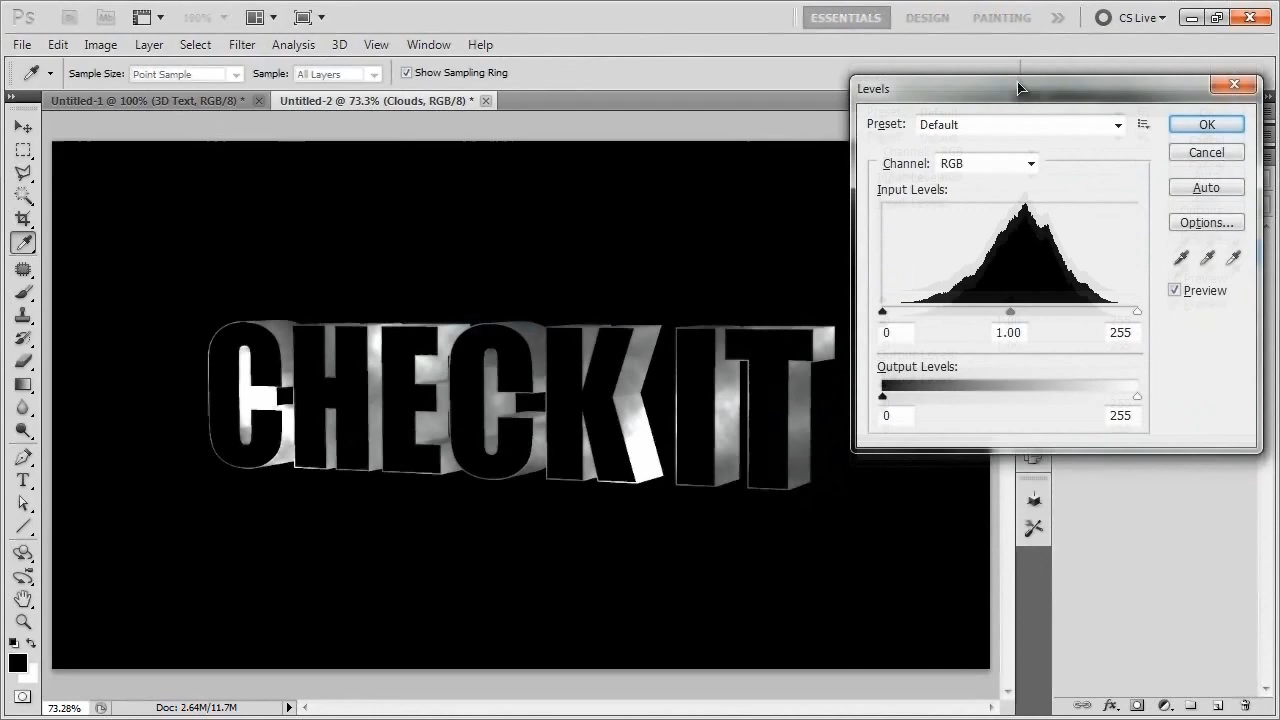 Ps Br Mb 100% ESSENTIALS DESIGN PAINTING CS Live
File Edit Image Layer Select Filter Analysis 3D View Window Help
Sample Size: Point Sample Sample: All Layers Show Sampling Ring
Untitled-1 @ 100% (3D Text, RGB/8) * Untitled-2 @ 73.3% (Clouds, RGB/8) *
Levels
Preset: Default OK
Cancel
Channel: RGB
Input Levels: Auto
Options...
Preview
0 1.00 255
Output Levels:
0 255
CHECK IT
73.28% Doc: 2.64M/11.7M